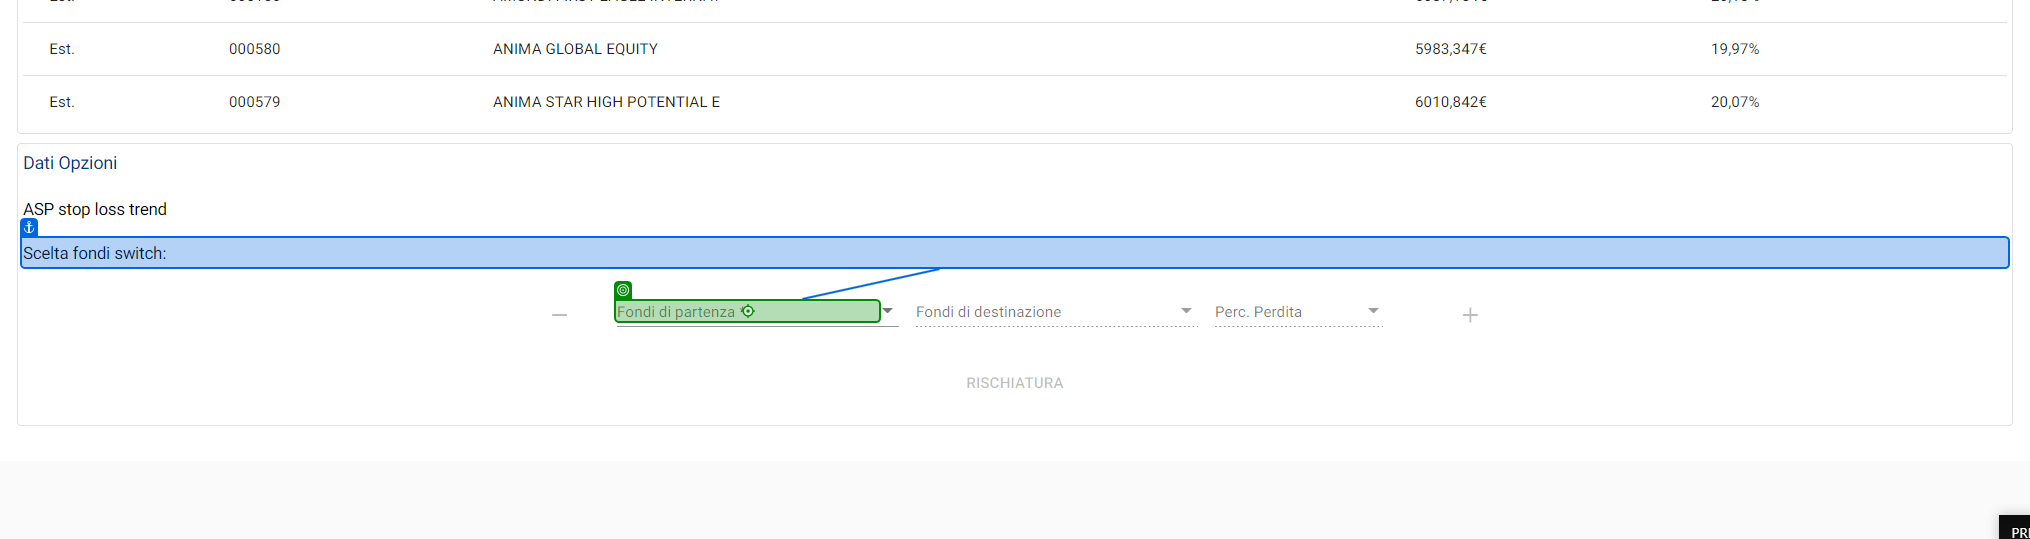 Est. 000580 ANIMA GLOBAL EQUITY 5983,347€ 19,97%
Est. 000579 ANIMA STAR HIGH POTENTIAL E 6010,842€ 20,07%
Dati Opzioni
ASP stop loss trend
Scelta fondi switch:
Fondi di partenza Fondi di destinazione Perc. Perdita
RISCHIATURA